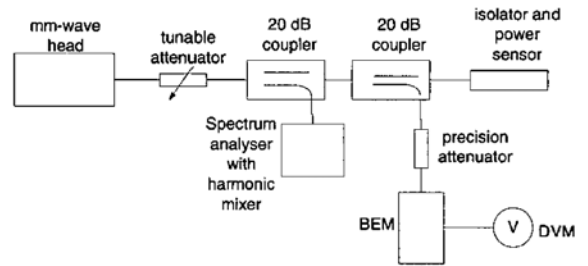 mm-wave
head
tunable
attenuator
20 dB
coupler
20 dB
coupler
isolator and
power
sensor
Spectrum
analyser
with
harmonic
mixer
precision
attenuator
BEM
V
DVM